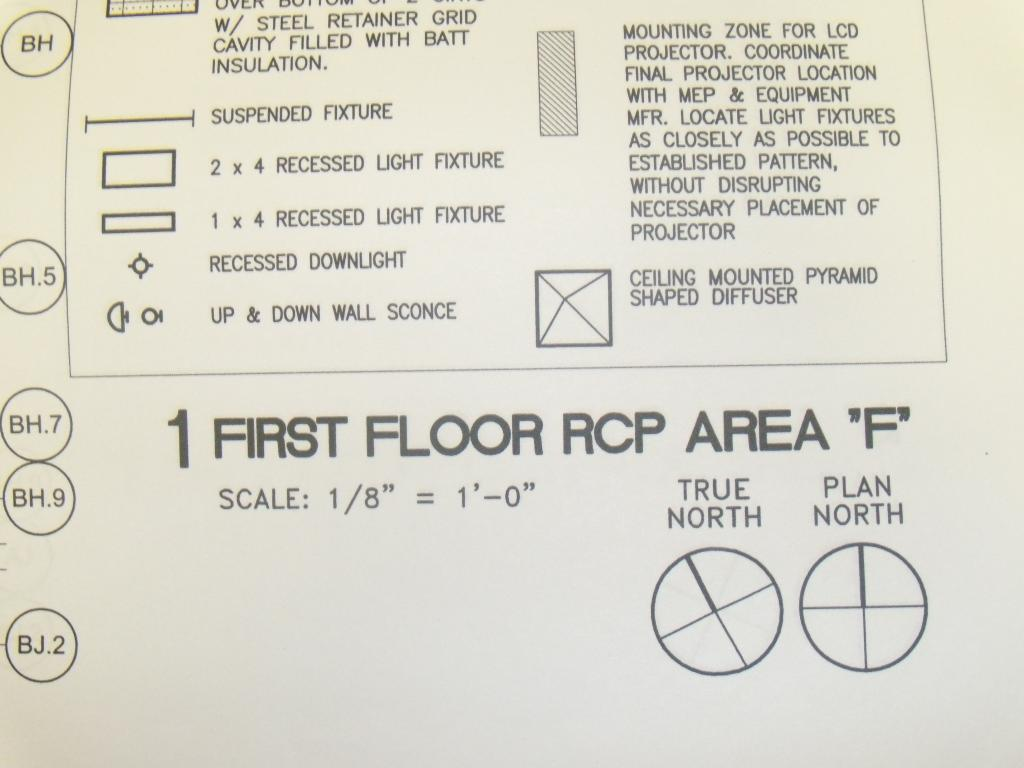 BH
BH.5
BH.7
BH.9
BJ.2
OVER BOTTOM OF 2
W/ STEEL RETAINER GRID
CAVITY FILLED WITH BATT
INSULATION.
SUSPENDED FIXTURE
2 x 4 RECESSED LIGHT FIXTURE
1 x 4 RECESSED LIGHT FIXTURE
RECESSED DOWNLIGHT
UP & DOWN WALL SCONCE
MOUNTING ZONE FOR LCD
PROJECTOR. COORDINATE
FINAL PROJECTOR LOCATION
WITH MEP & EQUIPMENT
MFR. LOCATE LIGHT FIXTURES
AS CLOSELY AS POSSIBLE TO
ESTABLISHED PATTERN,
WITHOUT DISRUPTING
NECESSARY PLACEMENT OF
PROJECTOR
CEILING MOUNTED PYRAMID
SHAPED DIFFUSER
1 FIRST FLOOR RCP AREA "F"
SCALE: 1/8" = 1'-0"
TRUE
NORTH
PLAN
NORTH